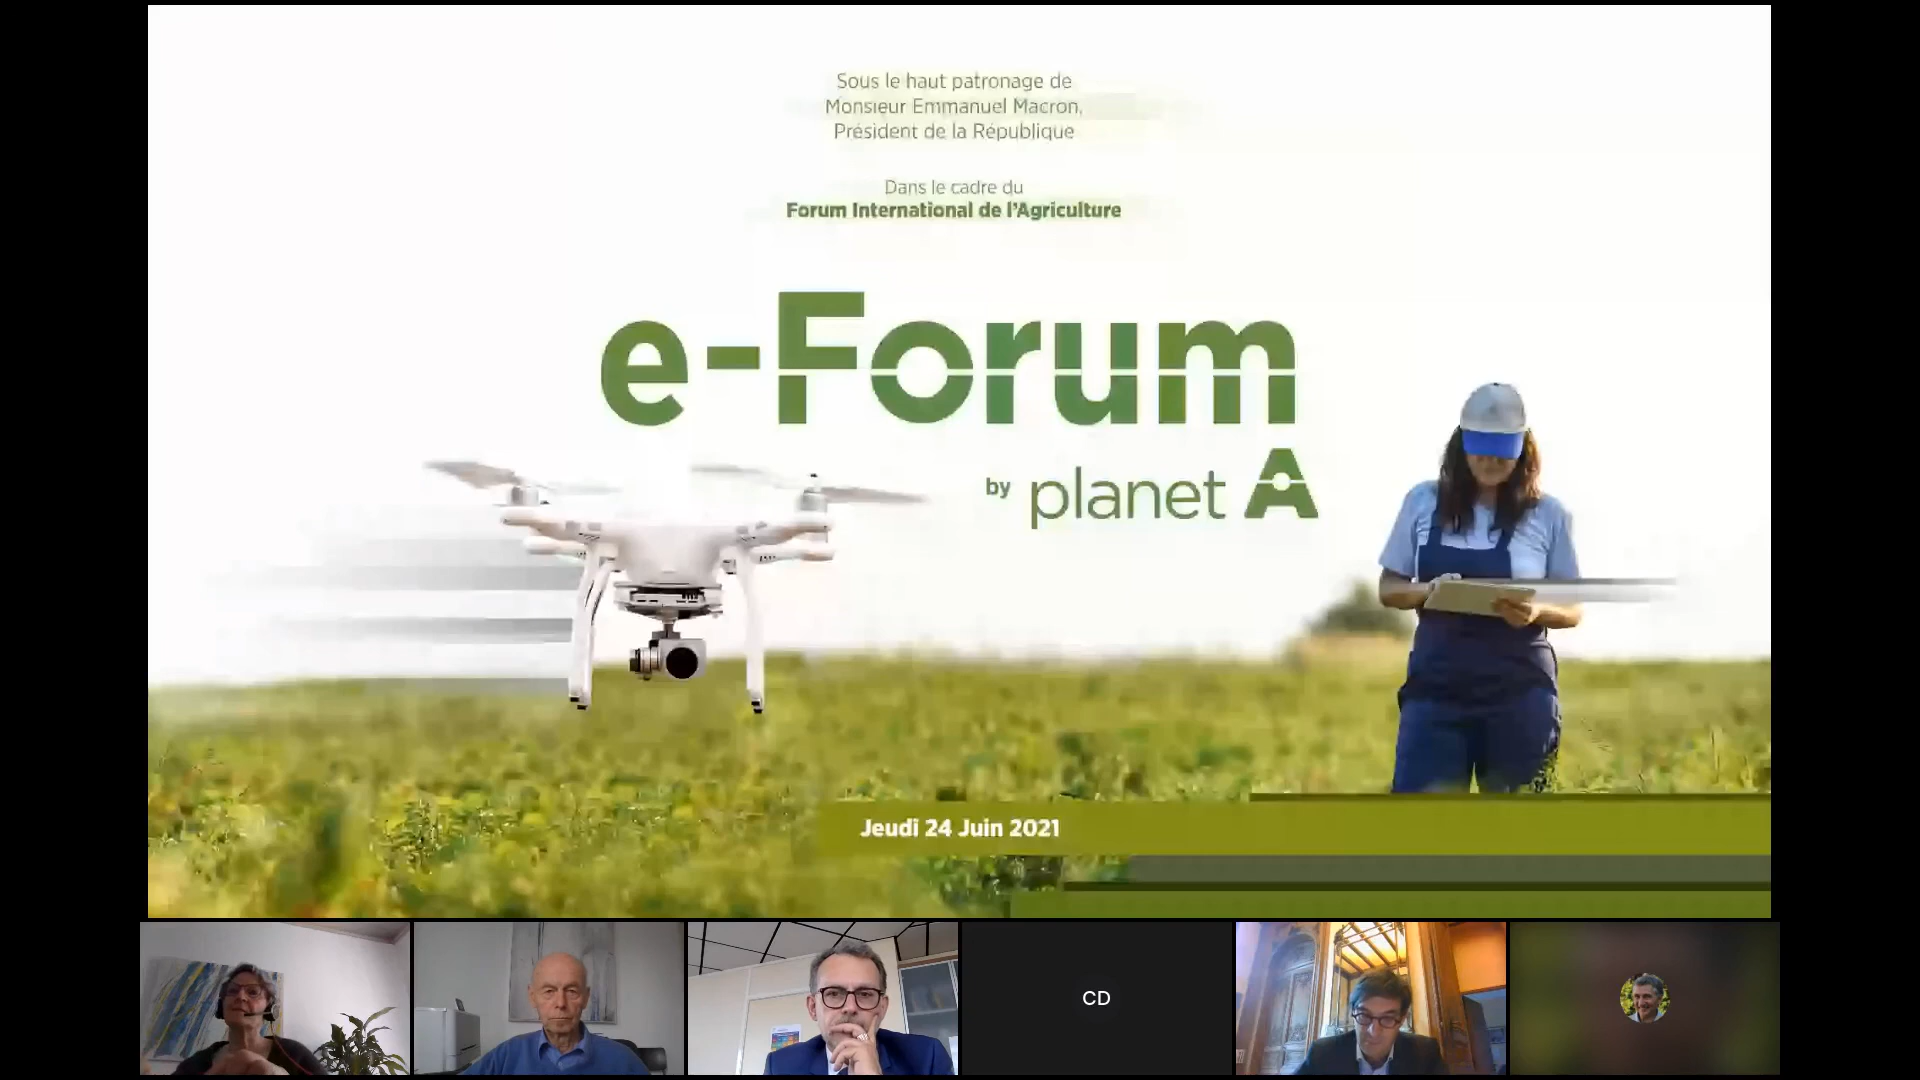 Sous le haut patronage de
Monsieur Emmanuel Macron,
Président de la République
Dans le cadre du
Forum International de l'Agriculture
e-Forum
by planet A
Jeudi 24 Juin 2021
CD